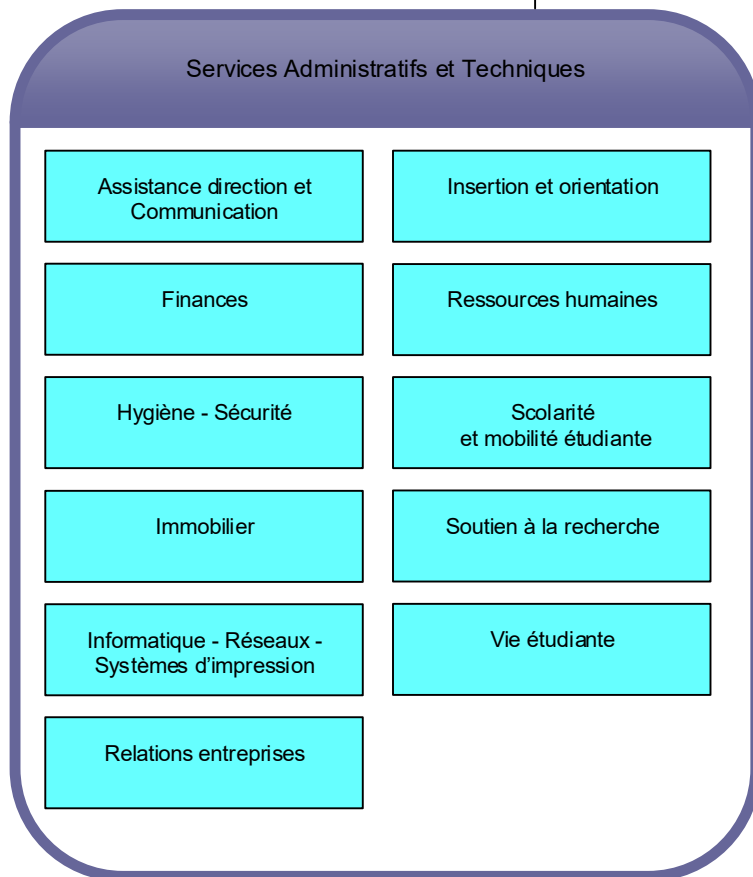 Services Administratifs et Techniques
Assistance direction et
Communication
Insertion et orientation
Finances
Ressources humaines
Hygiène - Sécurité
Scolarité
et mobilité étudiante
Immobilier
Soutien à la recherche
Informatique - Réseaux -
Systèmes d’impression
Vie étudiante
Relations entreprises